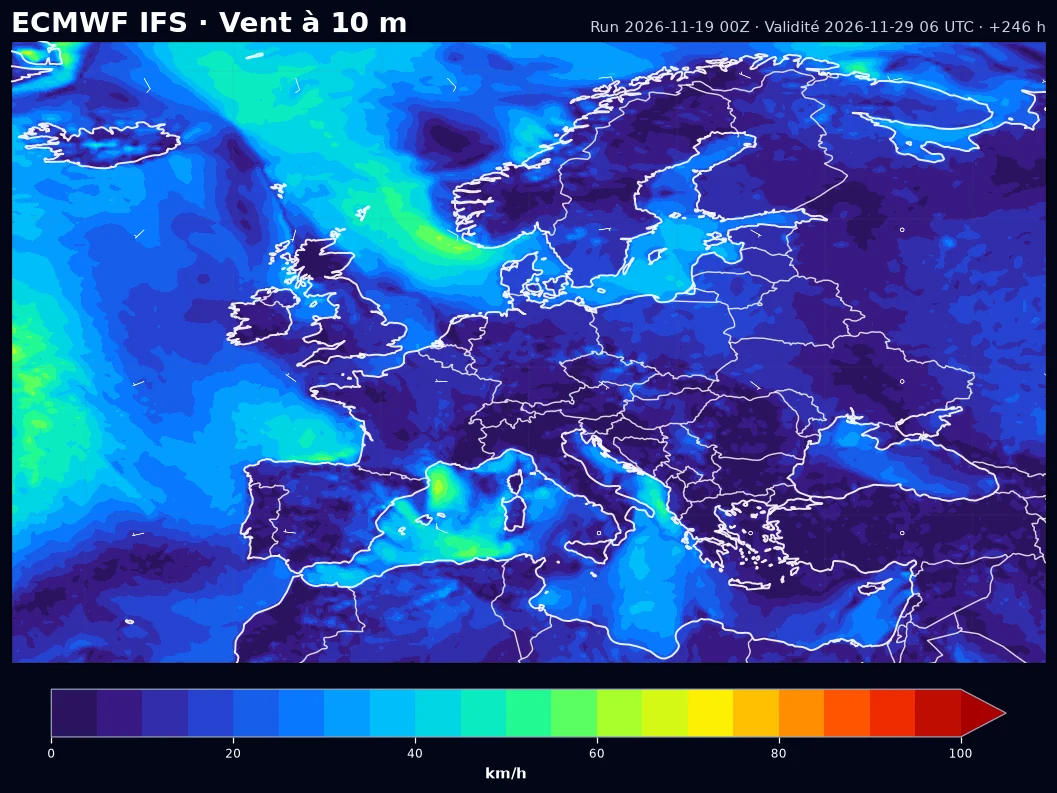 ECMWF IFS · Vent à 10 m
Run 2026-11-19 00Z · Validité 2026-11-29 06 UTC · +246 h
0 20 40 60 80 100
km/h